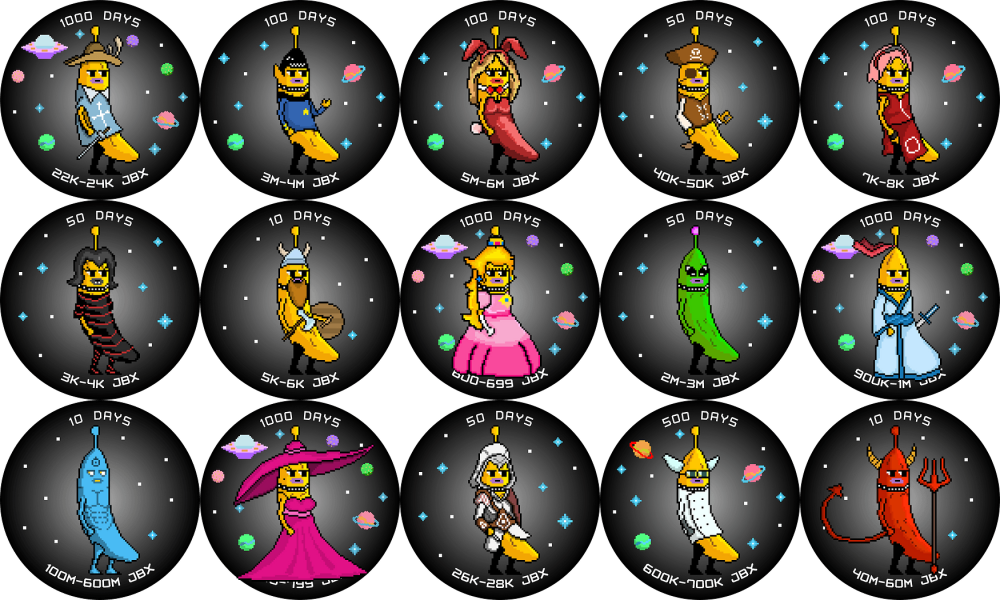 1000 DAYS
22K-24K JBX
100 DAYS
3M-4M JBX
100 DAYS
5M-6M JBX
50 DAYS
40K-50K JBX
100 DAYS
7K-8K JBX
50 DAYS
3K-4K JBX
10 DAYS
5K-6K JBX
1000 DAYS
600-699 JBX
50 DAYS
2M-3M JBX
1000 DAYS
900K-1M JBX
10 DAYS
100M-600M JBX
1000 DAYS
50 DAYS
26K-28K JBX
500 DAYS
600K-700K JBX
10 DAYS
40M-60M JBX